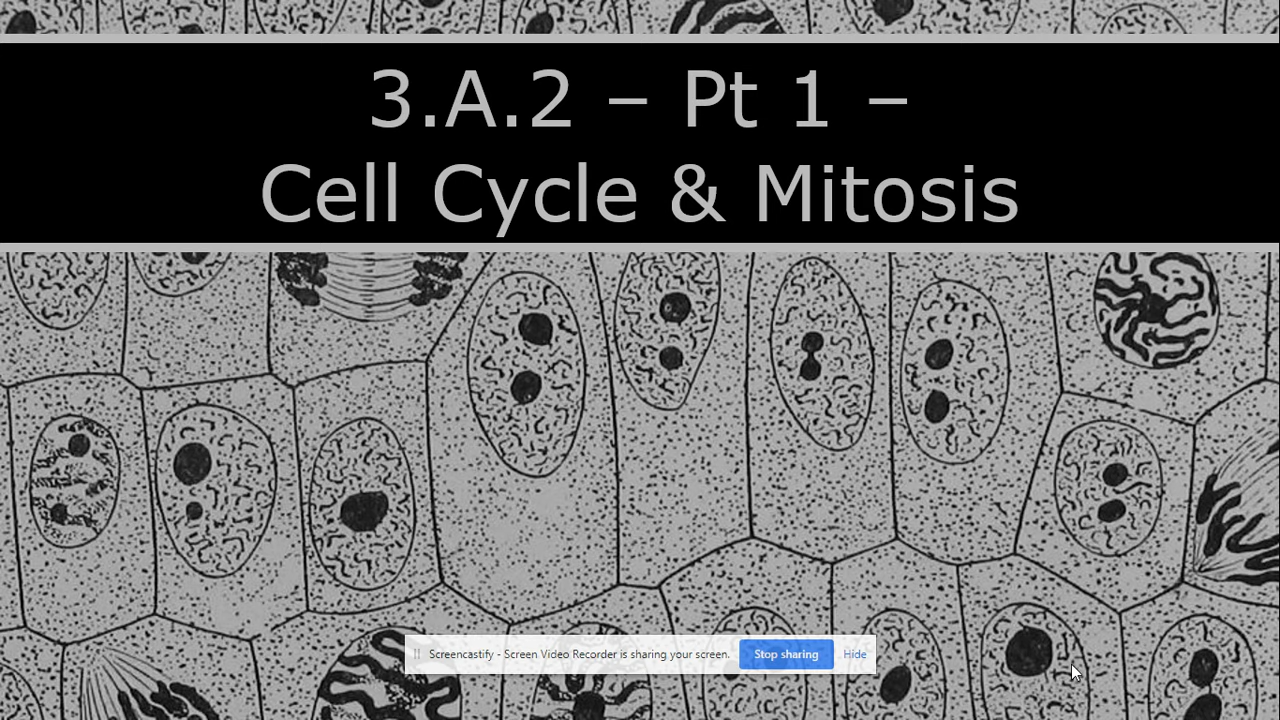 3.A.2 – Pt 1 –
Cell Cycle & Mitosis
Screencastify - Screen Video Recorder is sharing your screen. Stop sharing Hide